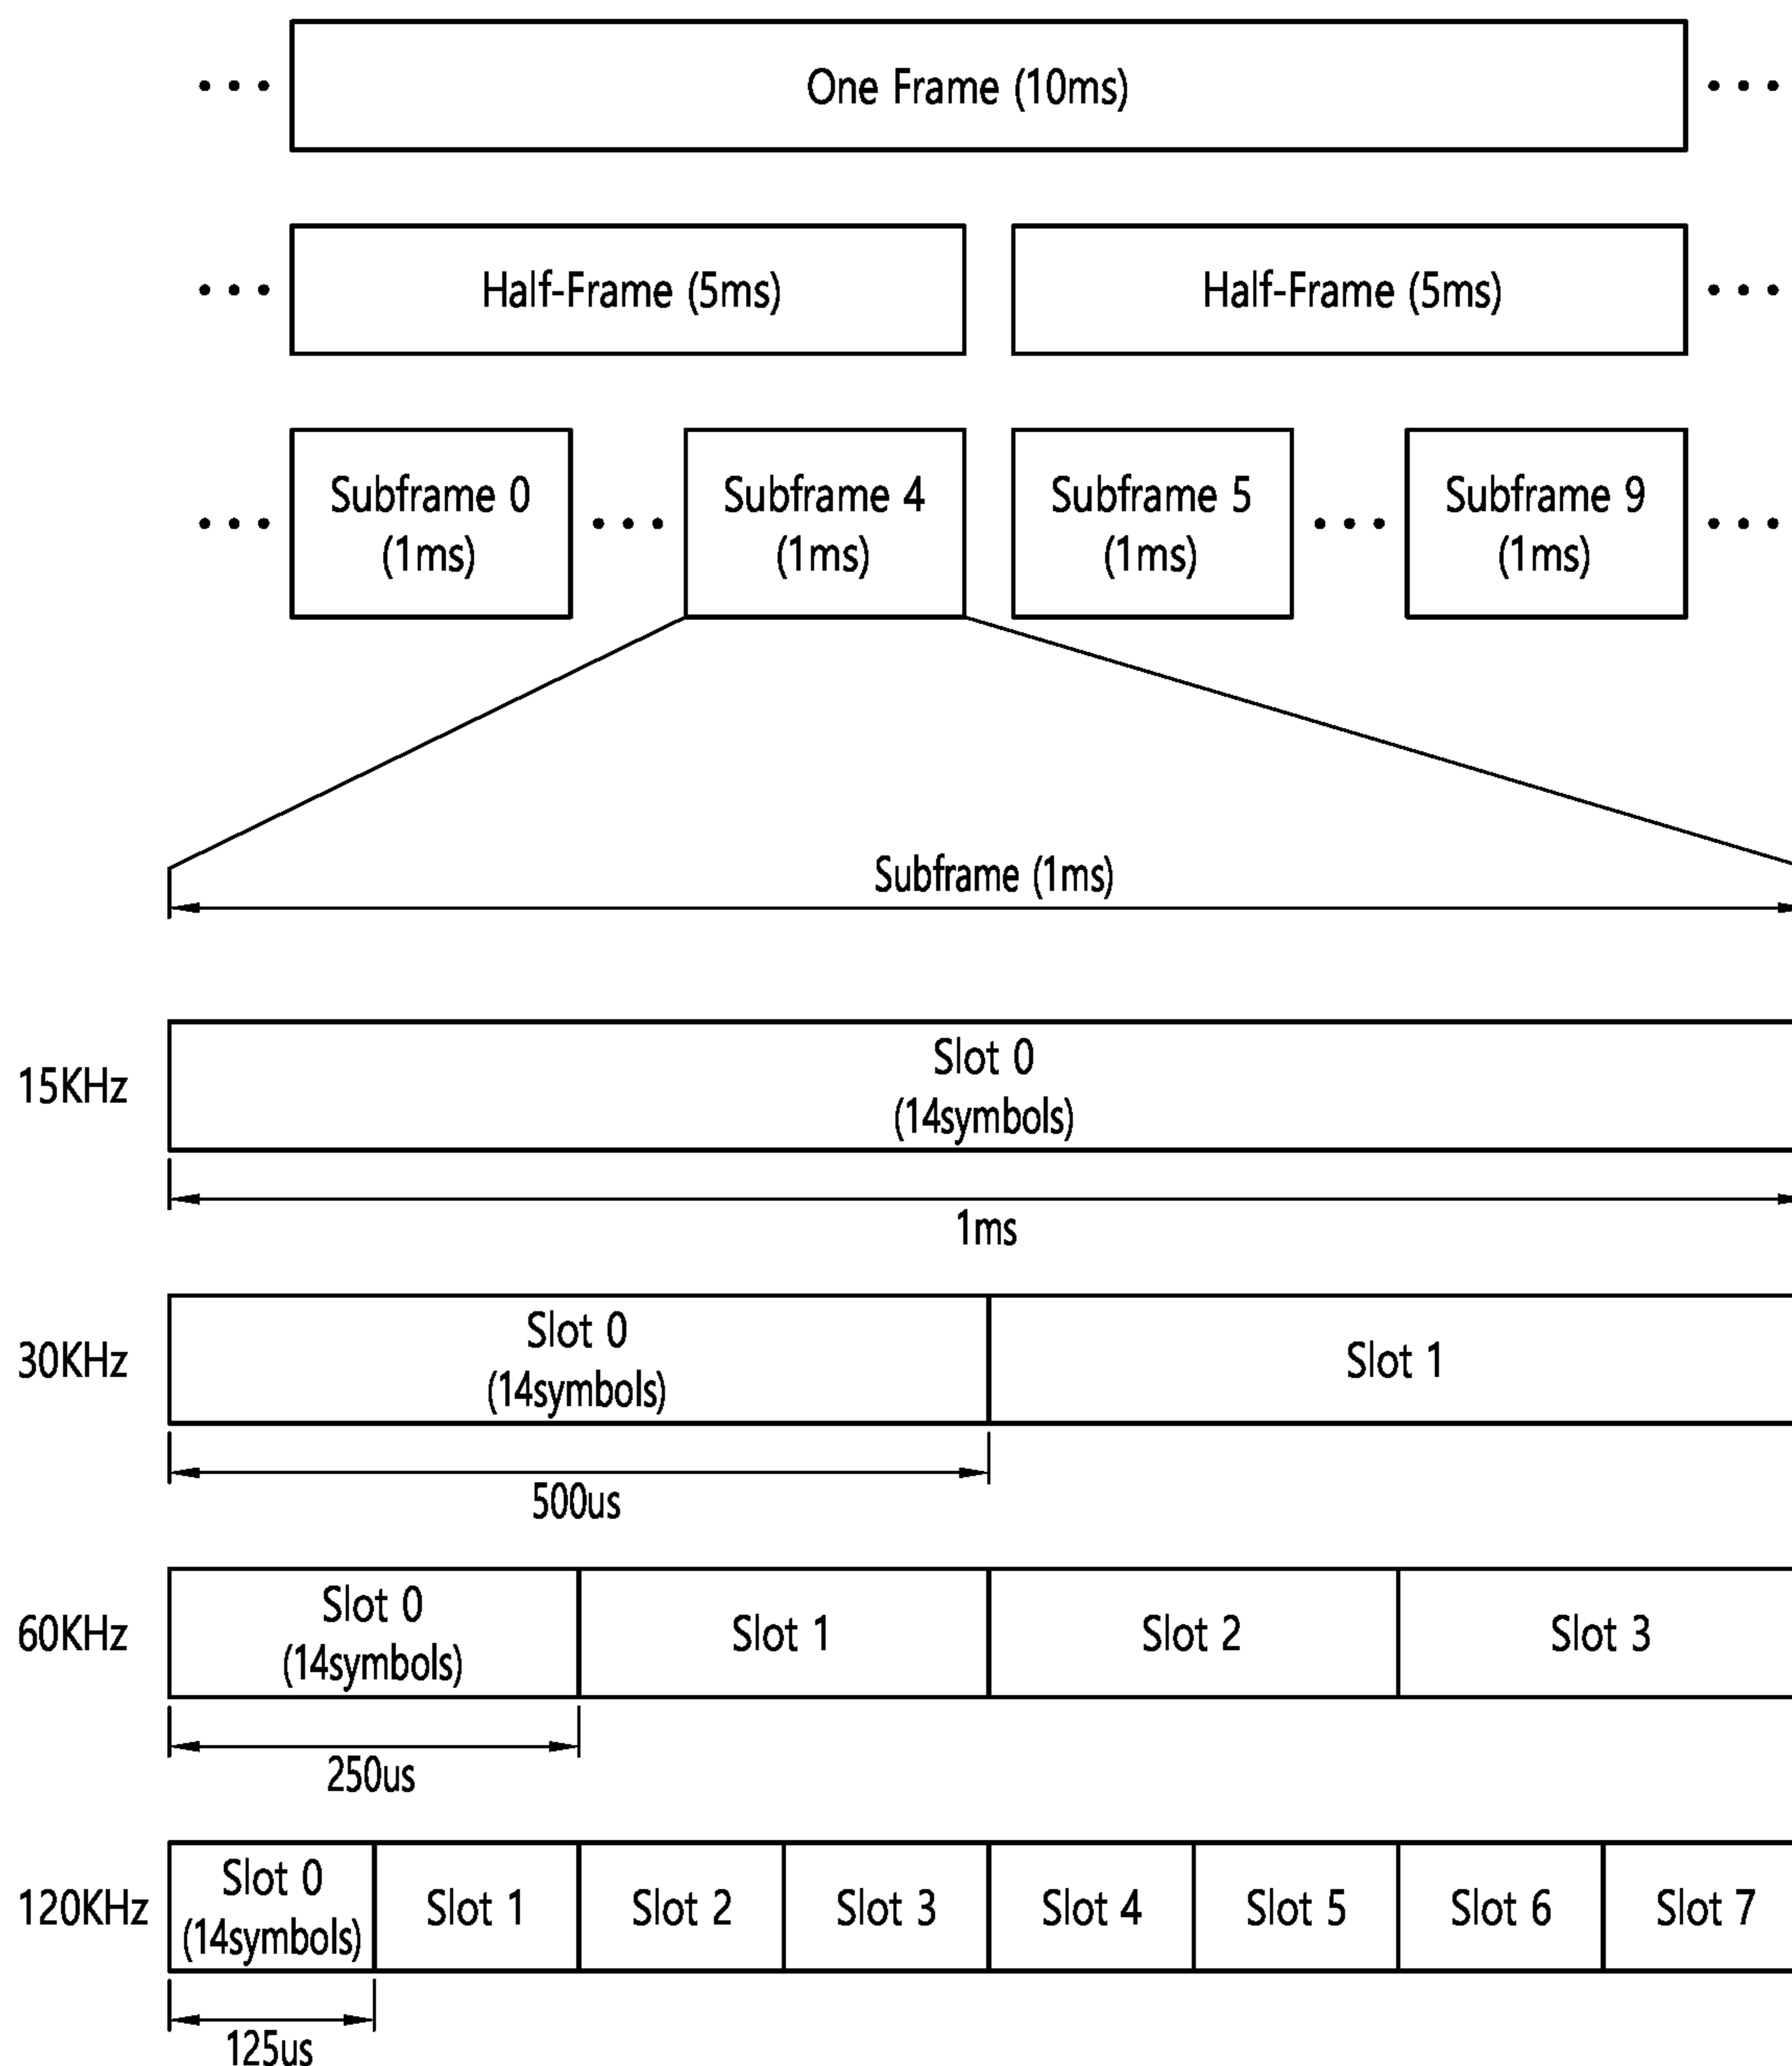 One Frame (10ms)
Half-Frame (5ms)
Half-Frame (5ms)
Subframe 0
(1ms)
Subframe 4
(1ms)
Subframe 5
(1ms)
Subframe 9
(1ms)
Subframe (1ms)
15KHz
Slot 0
(14symbols)
1ms
30KHz
Slot 0
(14symbols)
Slot 1
500us
60KHz
Slot 0
(14symbols)
Slot 1
Slot 2
Slot 3
250us
120KHz
Slot 0
(14symbols)
Slot 1
Slot 2
Slot 3
Slot 4
Slot 5
Slot 6
Slot 7
125us